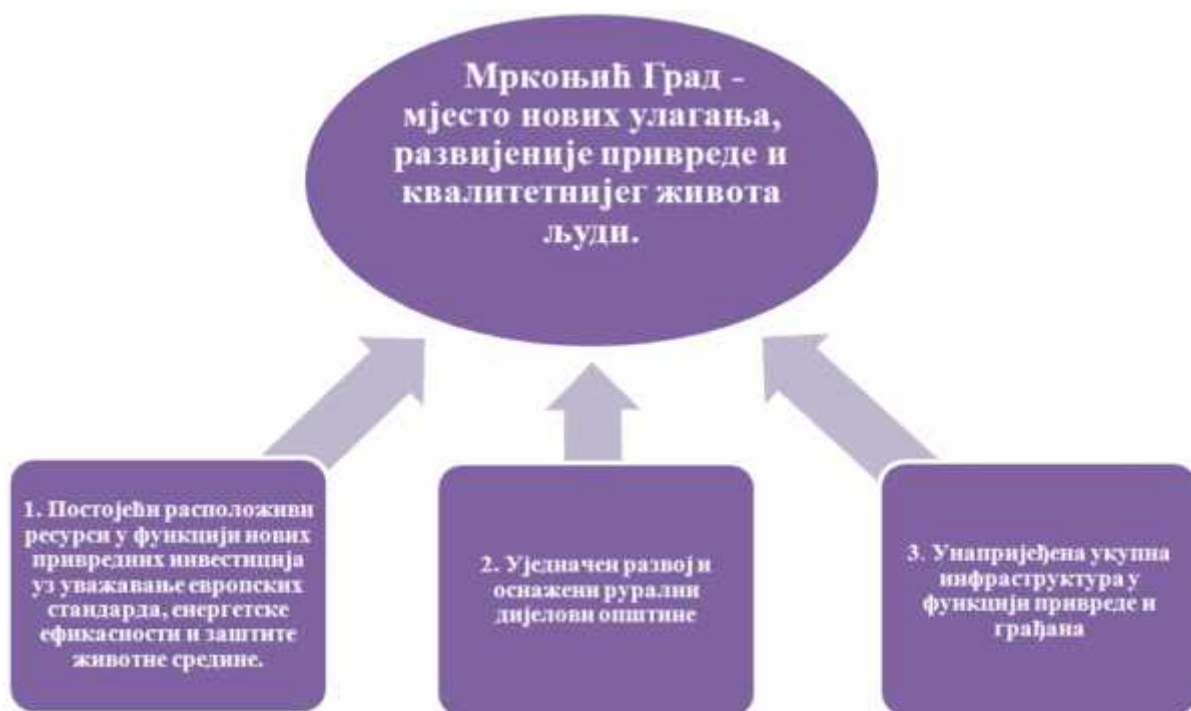 Мркоњић Град -
мјесто нових улагања,
развијеније привреде и
квалитетнијег живота
људи.
1. Постојећи расположиви
ресурси у функцији нових
привредних инвестиција
уз уважавање европских
стандарда, енергетске
ефикасности и заштите
животне средине.
2. Уједначен развој и
оснажени рурални
дијелови општине
3. Унапријеђена укупна
инфраструктура у
функцији привреде и
грађана